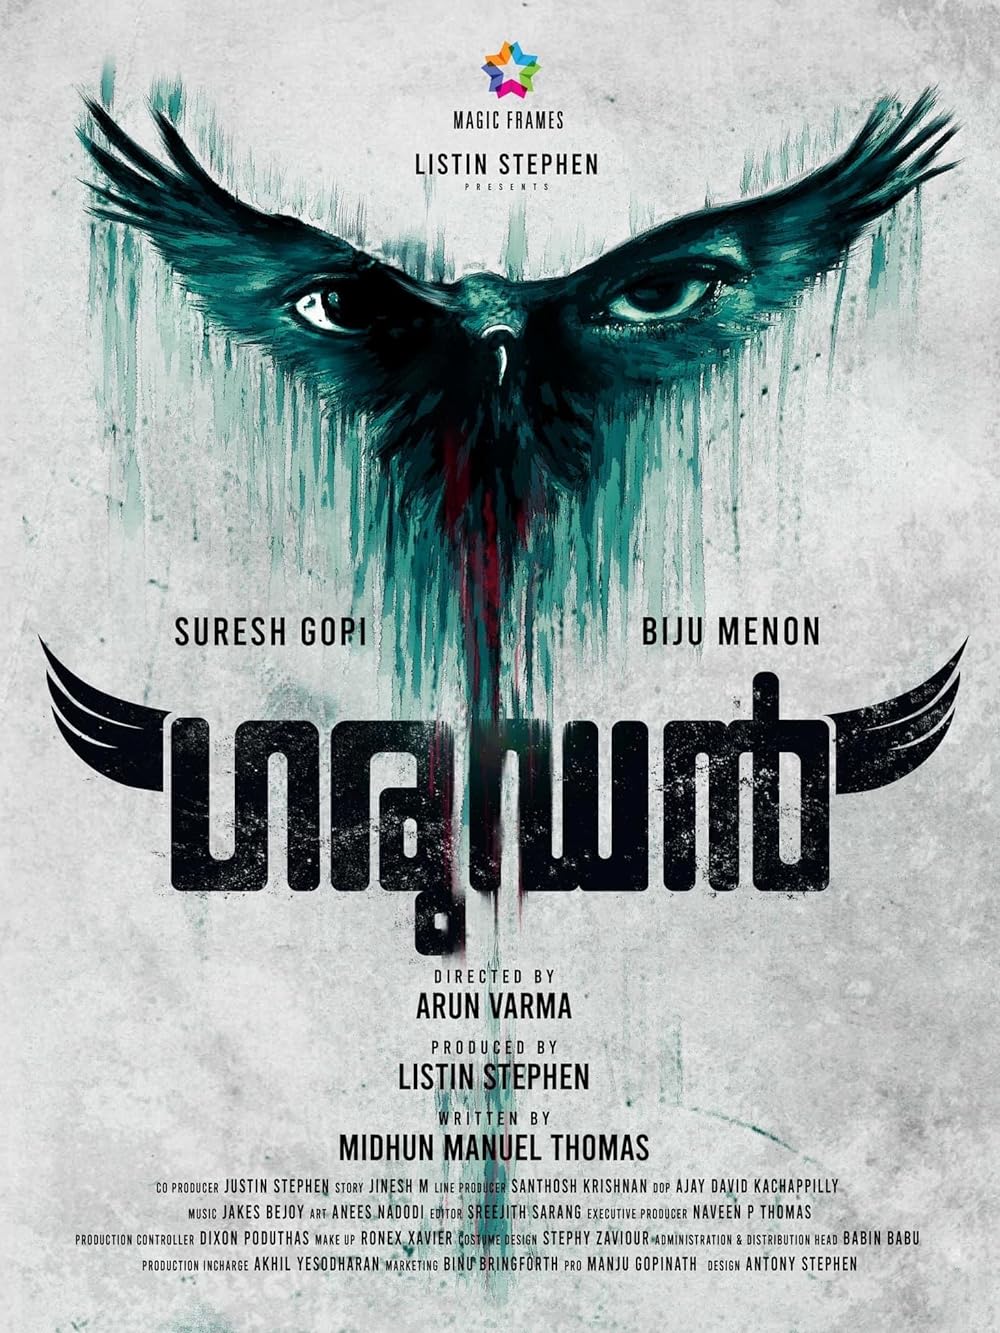 MAGIC FRAMES
LISTIN STEPHEN
PRESENTS
SURESH GOPI BIJU MENON
ഗരുഡൻ
DIRECTED BY
ARUN VARMA
PRODUCED BY
LISTIN STEPHEN
WRITTEN BY
MIDHUN MANUEL THOMAS
CO PRODUCER JUSTIN STEPHEN STORY JINESH M LINE PRODUCER SANTHOSH KRISHNAN DOP AJAY DAVID KACHAPPILLY
MUSIC JAKES BEJOY ART ANEES NADODI EDITOR SREEJITH SARANG EXECUTIVE PRODUCER NAVEEN P THOMAS
PRODUCTION CONTROLLER DIXON PODUTHAS MAKE UP RONEX XAVIER COSTUME DESIGN STEPHY ZAVIOUR ADMINISTRATION & DISTRIBUTION HEAD BABIN BABU
PRODUCTION INCHARGE AKHIL YESODHARAN MARKETING BINU BRINGFORTH PRO MANJU GOPINATH DESIGN ANTONY STEPHEN